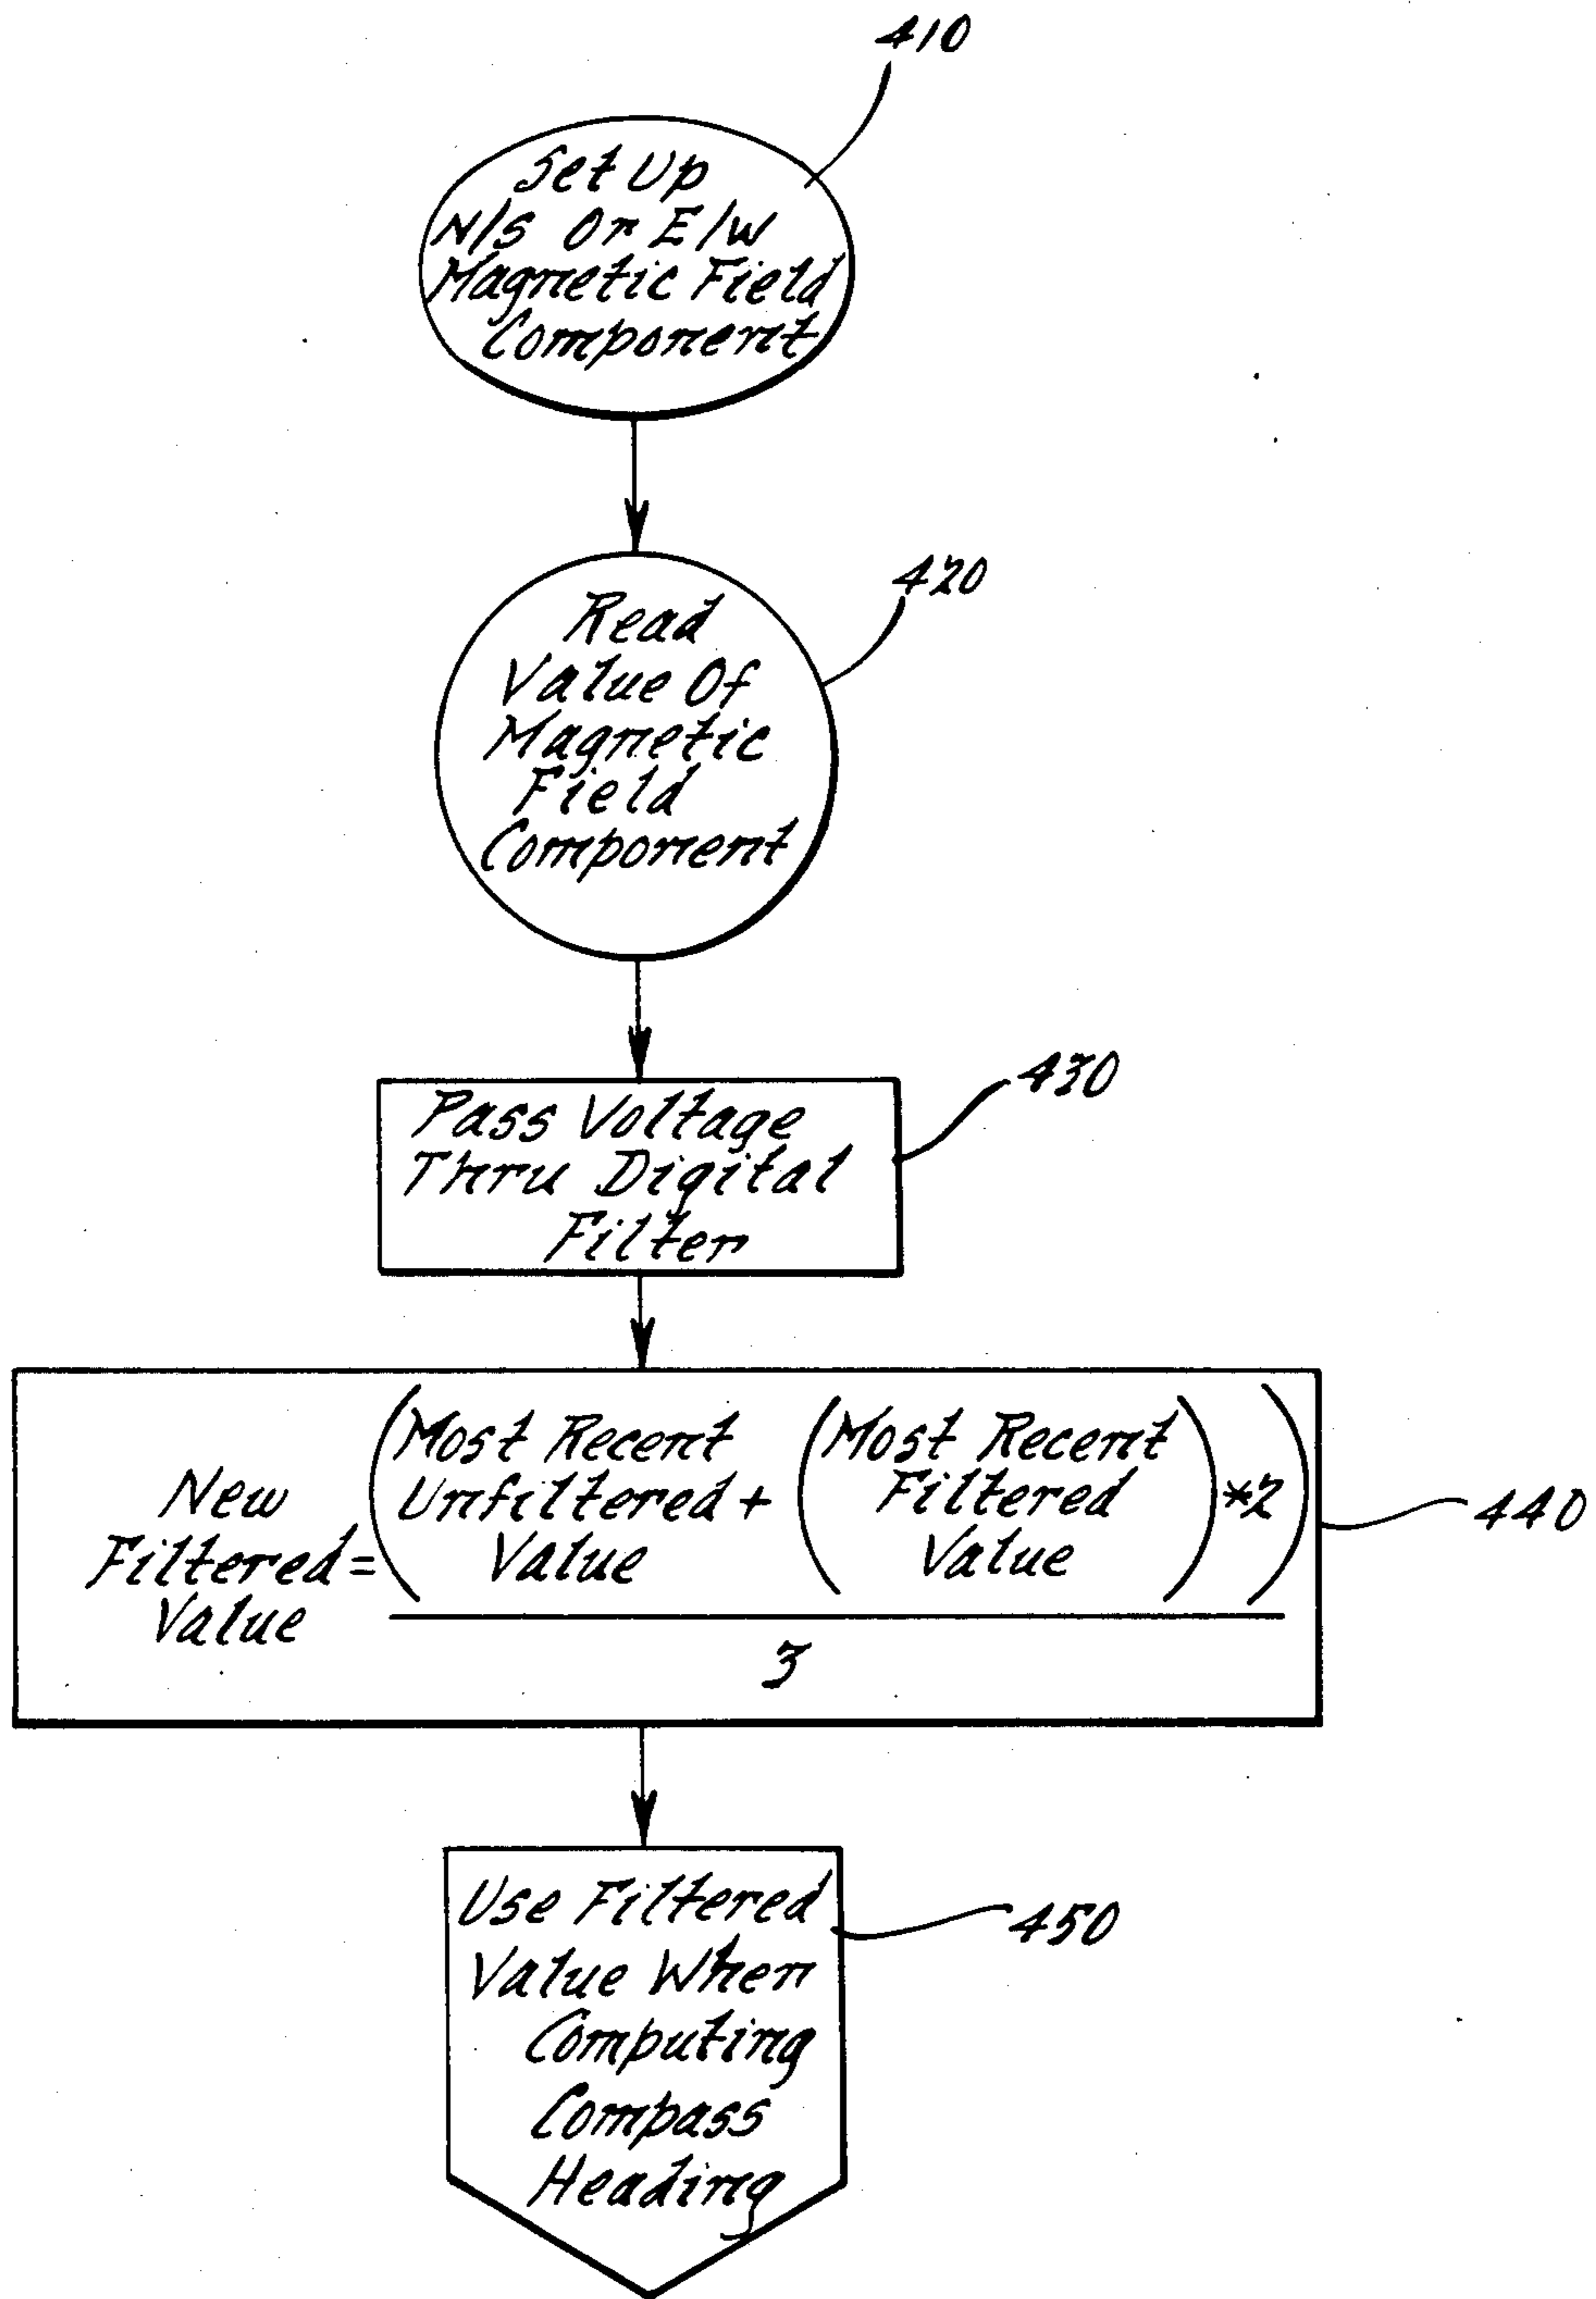 410
Set Up
N/S Or E/W
Magnetic Field
Component
420
Read
Value Of
Magnetic
Field
Component
430
Pass Voltage
Thru Digital
Filter
440
New
Filtered=
Value
(Most Recent
Unfiltered +
Value
(Most Recent
Filtered
Value
) *2)
3
450
Use Filtered
Value When
Computing
Compass
Heading